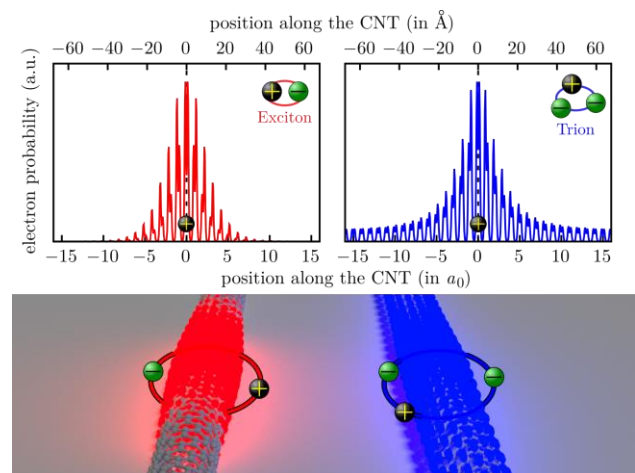 position along the CNT (in Å)
−60 −40 −20 0 20 40 60
−60 −40 −20 0 20 40 60
electron probability (a.u.)
+ −
Exciton
+
− −
Trion
+
+
−15 −10 −5 0 5 10 15
−15 −10 −5 0 5 10 15
position along the CNT (in a₀)
− +
− −
+